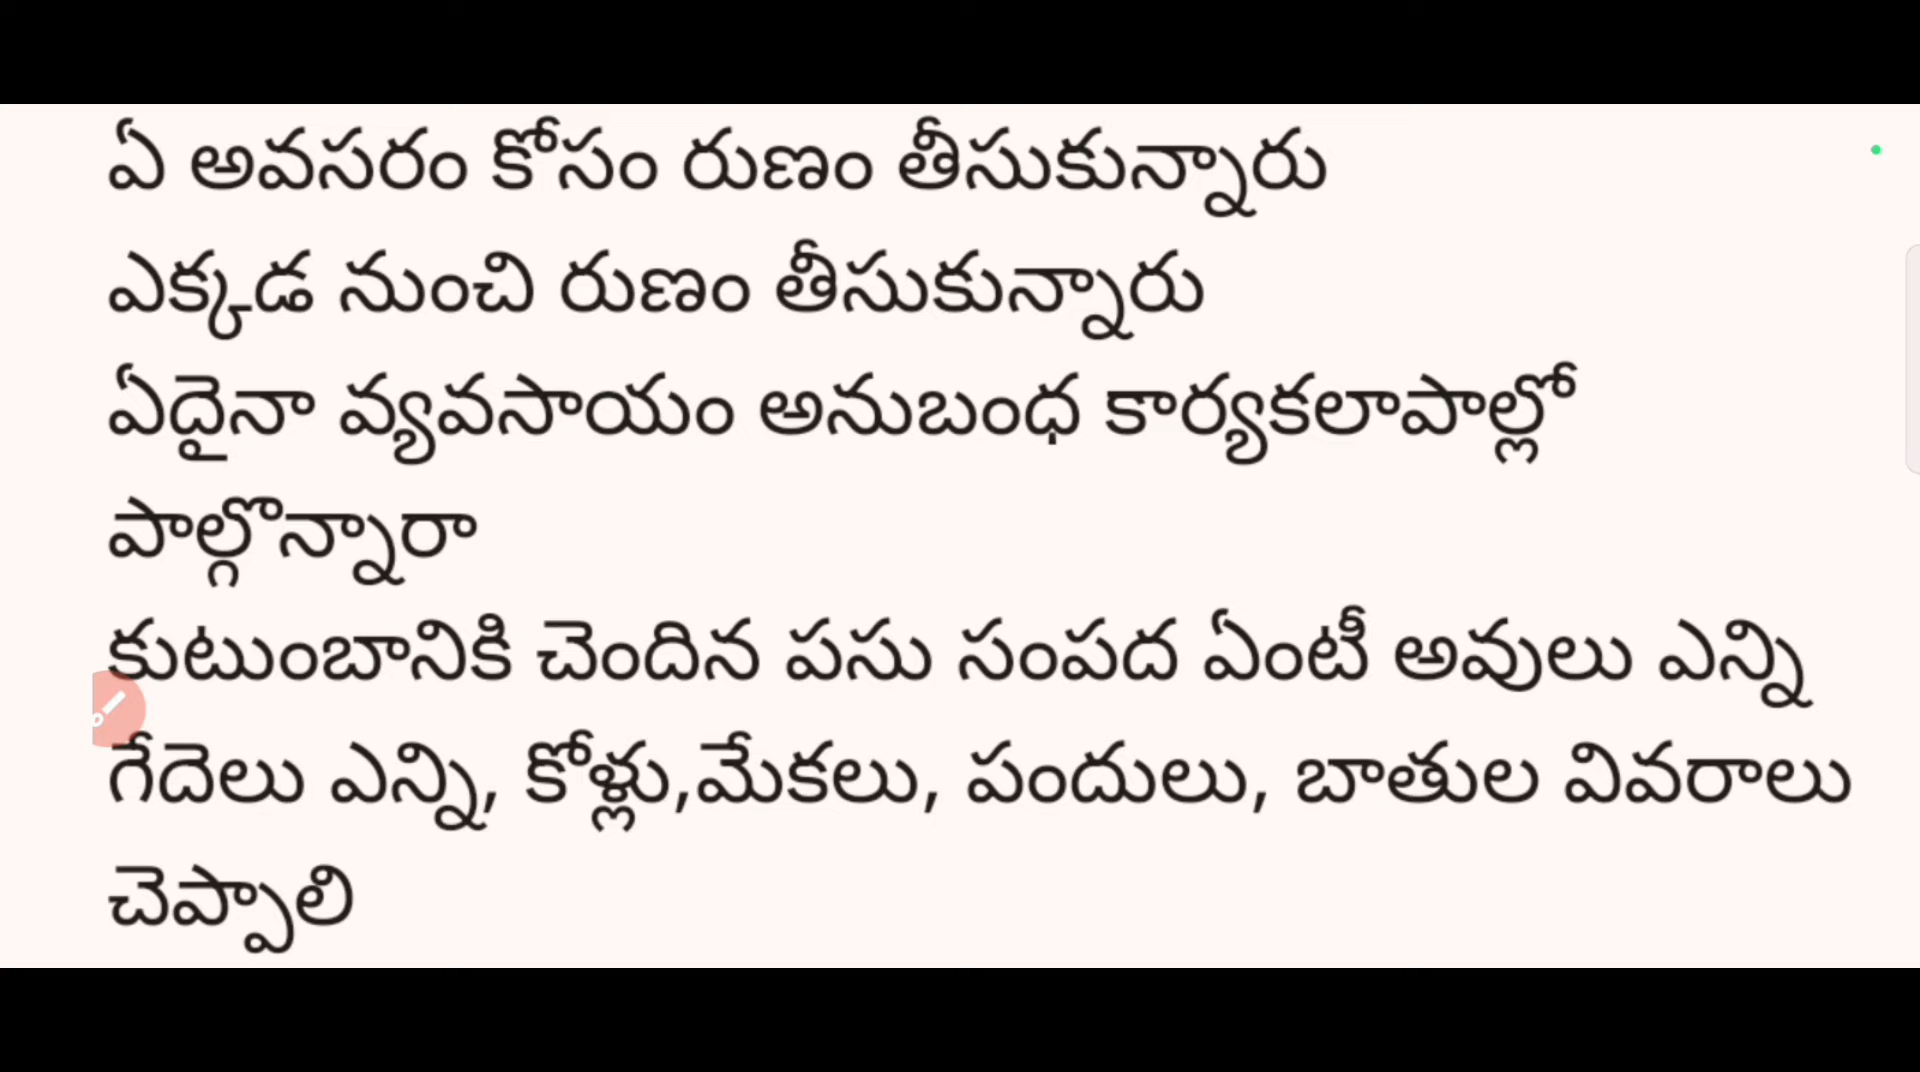 ఏ అవసరం కోసం రుణం తీసుకున్నారు
ఎక్కడ నుంచి రుణం తీసుకున్నారు
ఏదైనా వ్యవసాయం అనుబంధ కార్యకలాపాల్లో
పాల్గొన్నారా
కుటుంబానికి చెందిన పసు సంపద ఏంటీ అవులు ఎన్ని
గేదెలు ఎన్ని, కోళ్లు,మేకలు, పందులు, బాతుల వివరాలు
చెప్పాలి